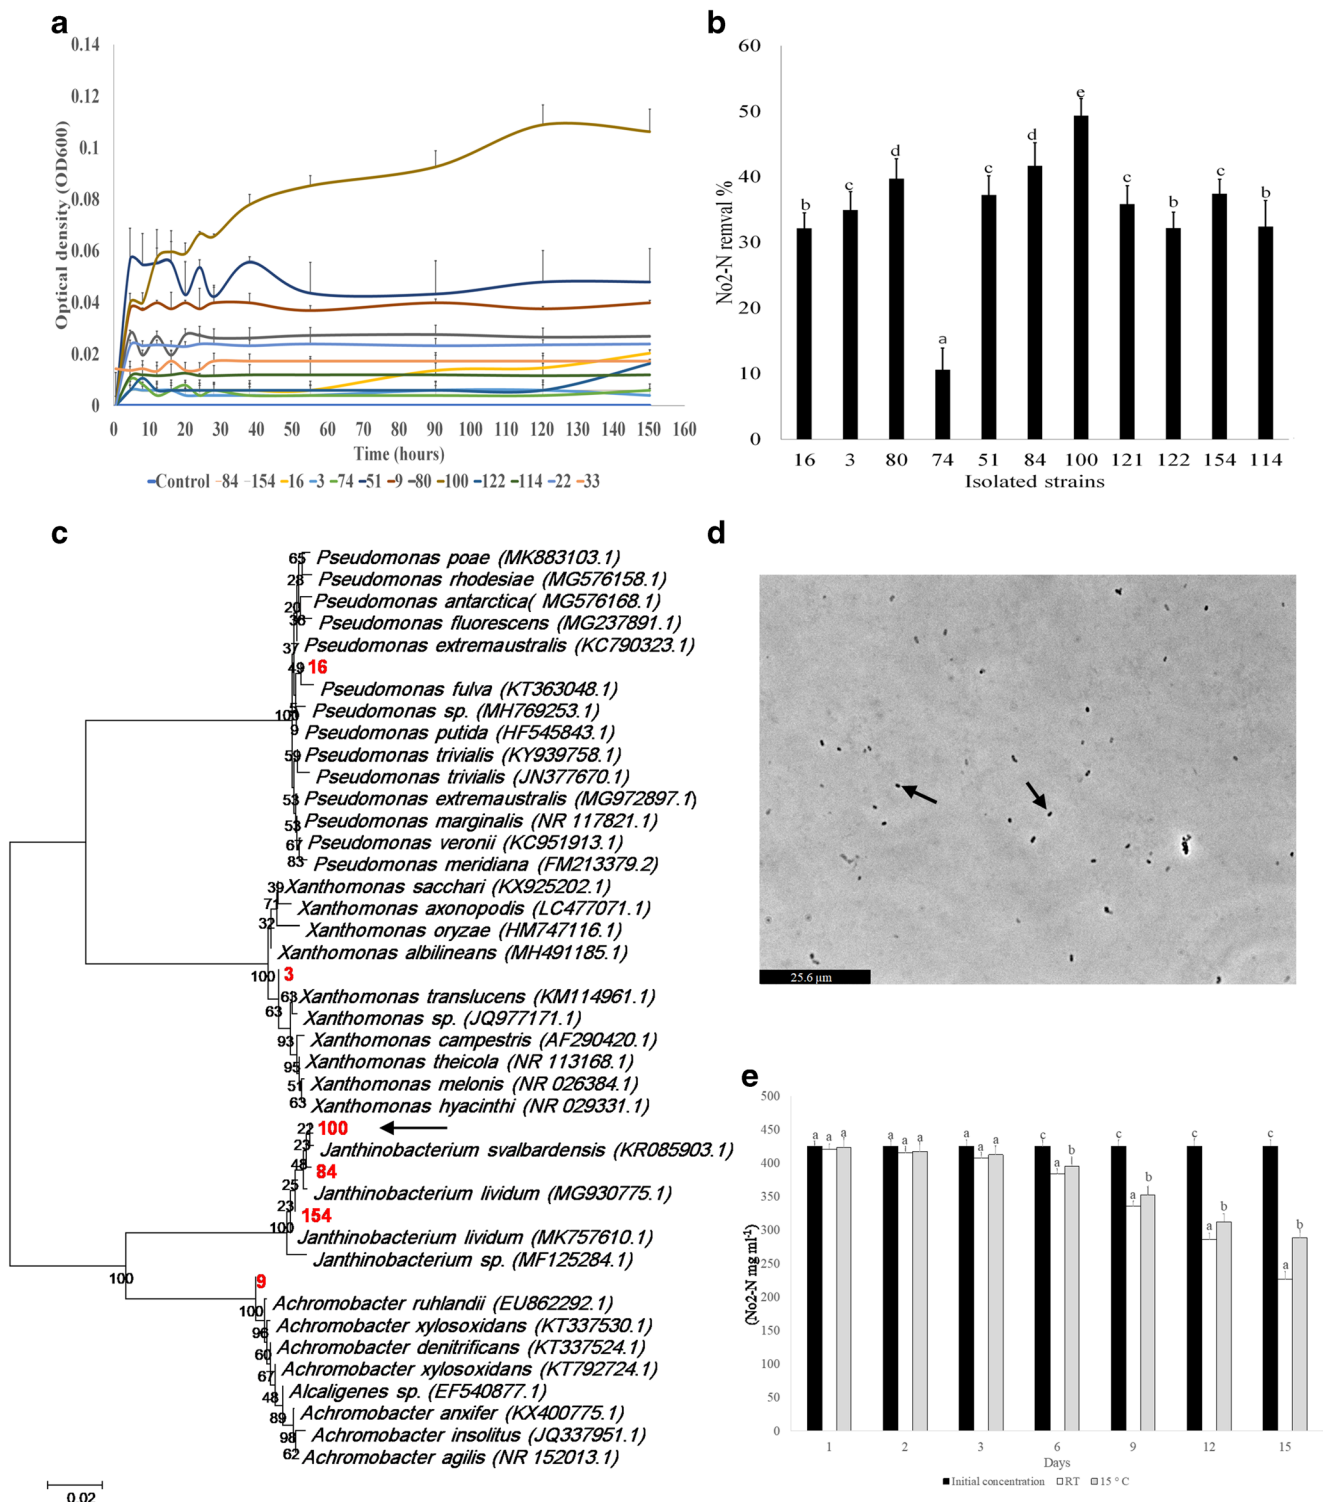 a
0.14
0.12
0.1
0.08
0.06
0.04
0.02
0
Optical density (OD600)
0 10 20 30 40 50 60 70 80 90 100 110 120 130 140 150 160
Time (hours)
Control 84 154 16 3 74 51 9 80 100 122 114 22 33
b
60
50
40
30
20
10
0
No2-N remval %
b c d a c d e c b c b
16 3 80 74 51 84 100 121 122 154 114
Isolated strains
c
65 Pseudomonas poae (MK883103.1)
28 Pseudomonas rhodesiae (MG576158.1)
20 Pseudomonas antarctica( MG576168.1)
38 Pseudomonas fluorescens (MG237891.1)
37 Pseudomonas extremaustralis (KC790323.1)
49 16
Pseudomonas fulva (KT363048.1)
100 5 Pseudomonas sp. (MH769253.1)
9 Pseudomonas putida (HF545843.1)
59 Pseudomonas trivialis (KY939758.1)
Pseudomonas trivialis (JN377670.1)
53 Pseudomonas extremaustralis (MG972897.1)
53 Pseudomonas marginalis (NR 117821.1)
67 Pseudomonas veronii (KC951913.1)
83 Pseudomonas meridiana (FM213379.2)
39 Xanthomonas sacchari (KX925202.1)
71 Xanthomonas axonopodis (LC477071.1)
32 Xanthomonas oryzae (HM747116.1)
Xanthomonas albilineans (MH491185.1)
100 3
63 Xanthomonas translucens (KM114961.1)
63 Xanthomonas sp. (JQ977171.1)
93 Xanthomonas campestris (AF290420.1)
95 Xanthomonas theicola (NR 113168.1)
51 Xanthomonas melonis (NR 026384.1)
63 Xanthomonas hyacinthi (NR 029331.1)
22 100
23 Janthinobacterium svalbardensis (KR085903.1)
48 84
25 Janthinobacterium lividum (MG930775.1)
23 154
100 Janthinobacterium lividum (MK757610.1)
Janthinobacterium sp. (MF125284.1)
100 9
100 Achromobacter ruhlandii (EU862292.1)
96 Achromobacter xylosoxidans (KT337530.1)
60 Achromobacter denitrificans (KT337524.1)
67 Achromobacter xylosoxidans (KT792724.1)
48 Alcaligenes sp. (EF540877.1)
89 Achromobacter anxifer (KX400775.1)
98 Achromobacter insolitus (JQ337951.1)
62 Achromobacter agilis (NR 152013.1)
0.02
d
25.6 µm
e
500
450
400
350
300
250
200
150
100
50
0
(No2-N mg ml-1)
a a a a a a a a a c a b c a b c a b c a b
1 2 3 6 9 12 15
Days
Initial concentration RT 15 ° C